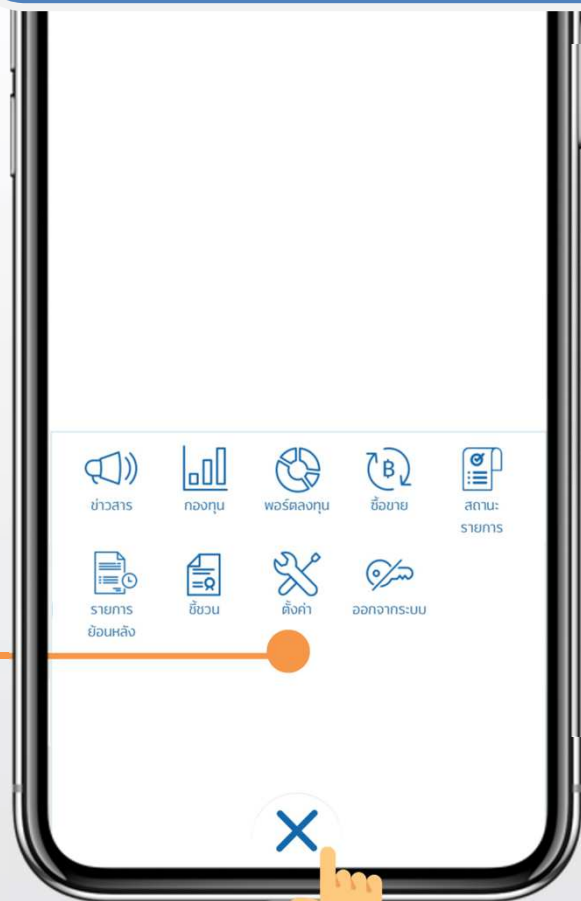 ข่าวสาร
กองทุน
พอร์ตลงทุน
ซื้อขาย
สถานะ
รายการ
รายการ
ย้อนหลัง
ชี้ชวน
ตั้งค่า
ออกจากระบบ